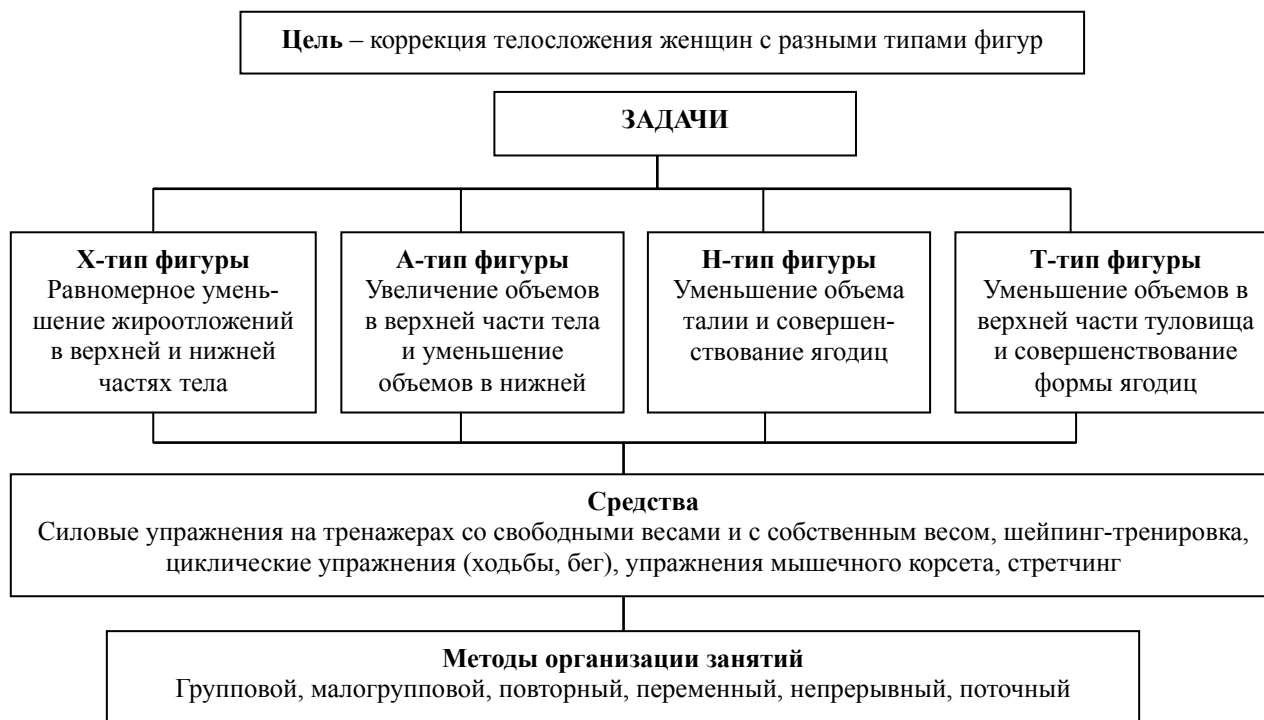 Цель – коррекция телосложения женщин с разными типами фигур
ЗАДАЧИ
Х-тип фигуры
Равномерное умень-
шение жироотложений
в верхней и нижней
частях тела
А-тип фигуры
Увеличение объемов
в верхней части тела
и уменьшение
объемов в нижней
Н-тип фигуры
Уменьшение объема
талии и совершен-
ствование ягодиц
Т-тип фигуры
Уменьшение объемов в
верхней части туловища
и совершенствование
формы ягодиц
Средства
Силовые упражнения на тренажерах со свободными весами и с собственным весом, шейпинг-тренировка,
циклические упражнения (ходьбы, бег), упражнения мышечного корсета, стретчинг
Методы организации занятий
Групповой, малогрупповой, повторный, переменный, непрерывный, поточный